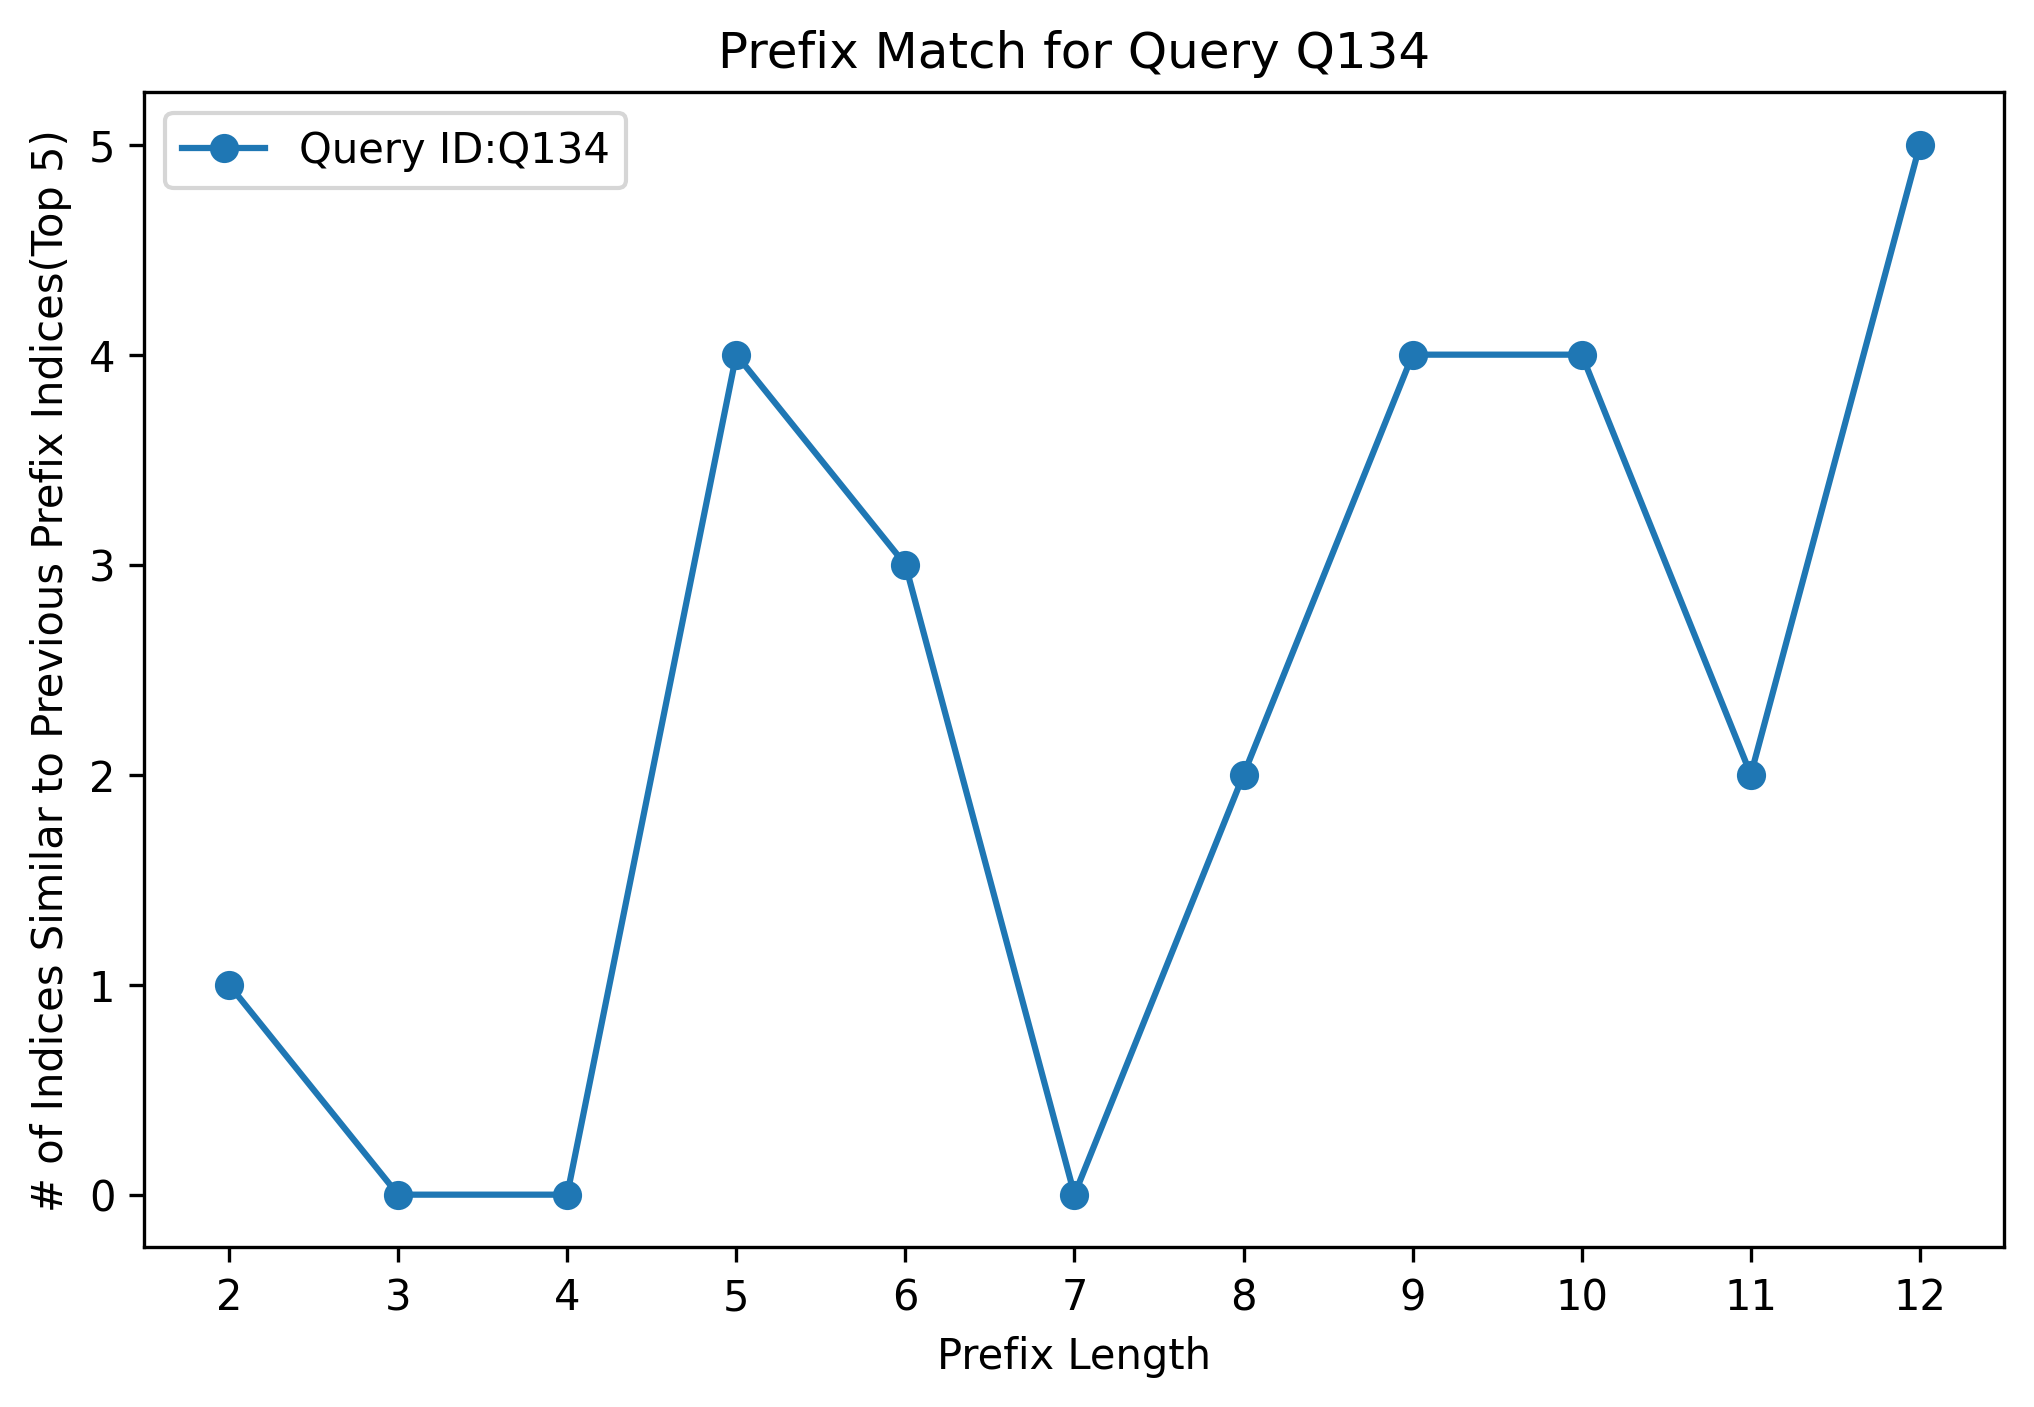 Prefix Match for Query Q134
Query ID:Q134
# of Indices Similar to Previous Prefix Indices(Top 5)
5
4
3
2
1
0
2 3 4 5 6 7 8 9 10 11 12
Prefix Length